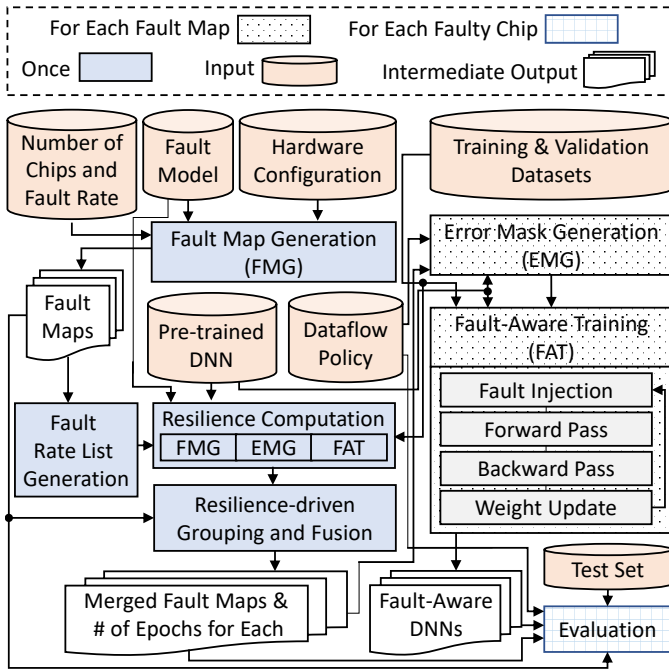 For Each Fault Map
For Each Faulty Chip
Once
Input
Intermediate Output
Number of
Chips and
Fault Rate
Fault
Model
Hardware
Configuration
Training & Validation
Datasets
Fault Map Generation
(FMG)
Error Mask Generation
(EMG)
Fault
Maps
Pre-trained
DNN
Dataflow
Policy
Fault-Aware Training
(FAT)
Fault Injection
Forward Pass
Backward Pass
Weight Update
Fault
Rate List
Generation
Resilience Computation
FMG EMG FAT
Resilience-driven
Grouping and Fusion
Merged Fault Maps &
# of Epochs for Each
Fault-Aware
DNNs
Test Set
Evaluation